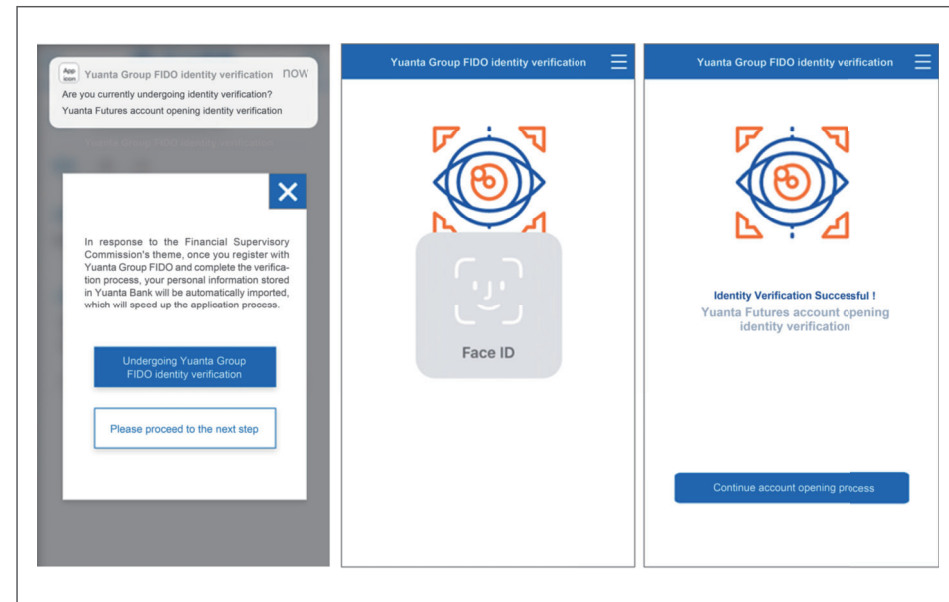 App icon
Yuanta Group FIDO identity verification now
Are you currently undergoing identity verification?
Yuanta Futures account opening identity verification
In response to the Financial Supervisory
Commission's theme, once you register with
Yuanta Group FIDO and complete the verifica-
tion process, your personal information stored
in Yuanta Bank will be automatically imported,
which will speed up the application process.
Undergoing Yuanta Group
FIDO identity verification
Please proceed to the next step
Yuanta Group FIDO identity verification
Face ID
Yuanta Group FIDO identity verification
Identity Verification Successful !
Yuanta Futures account opening
identity verification
Continue account opening process